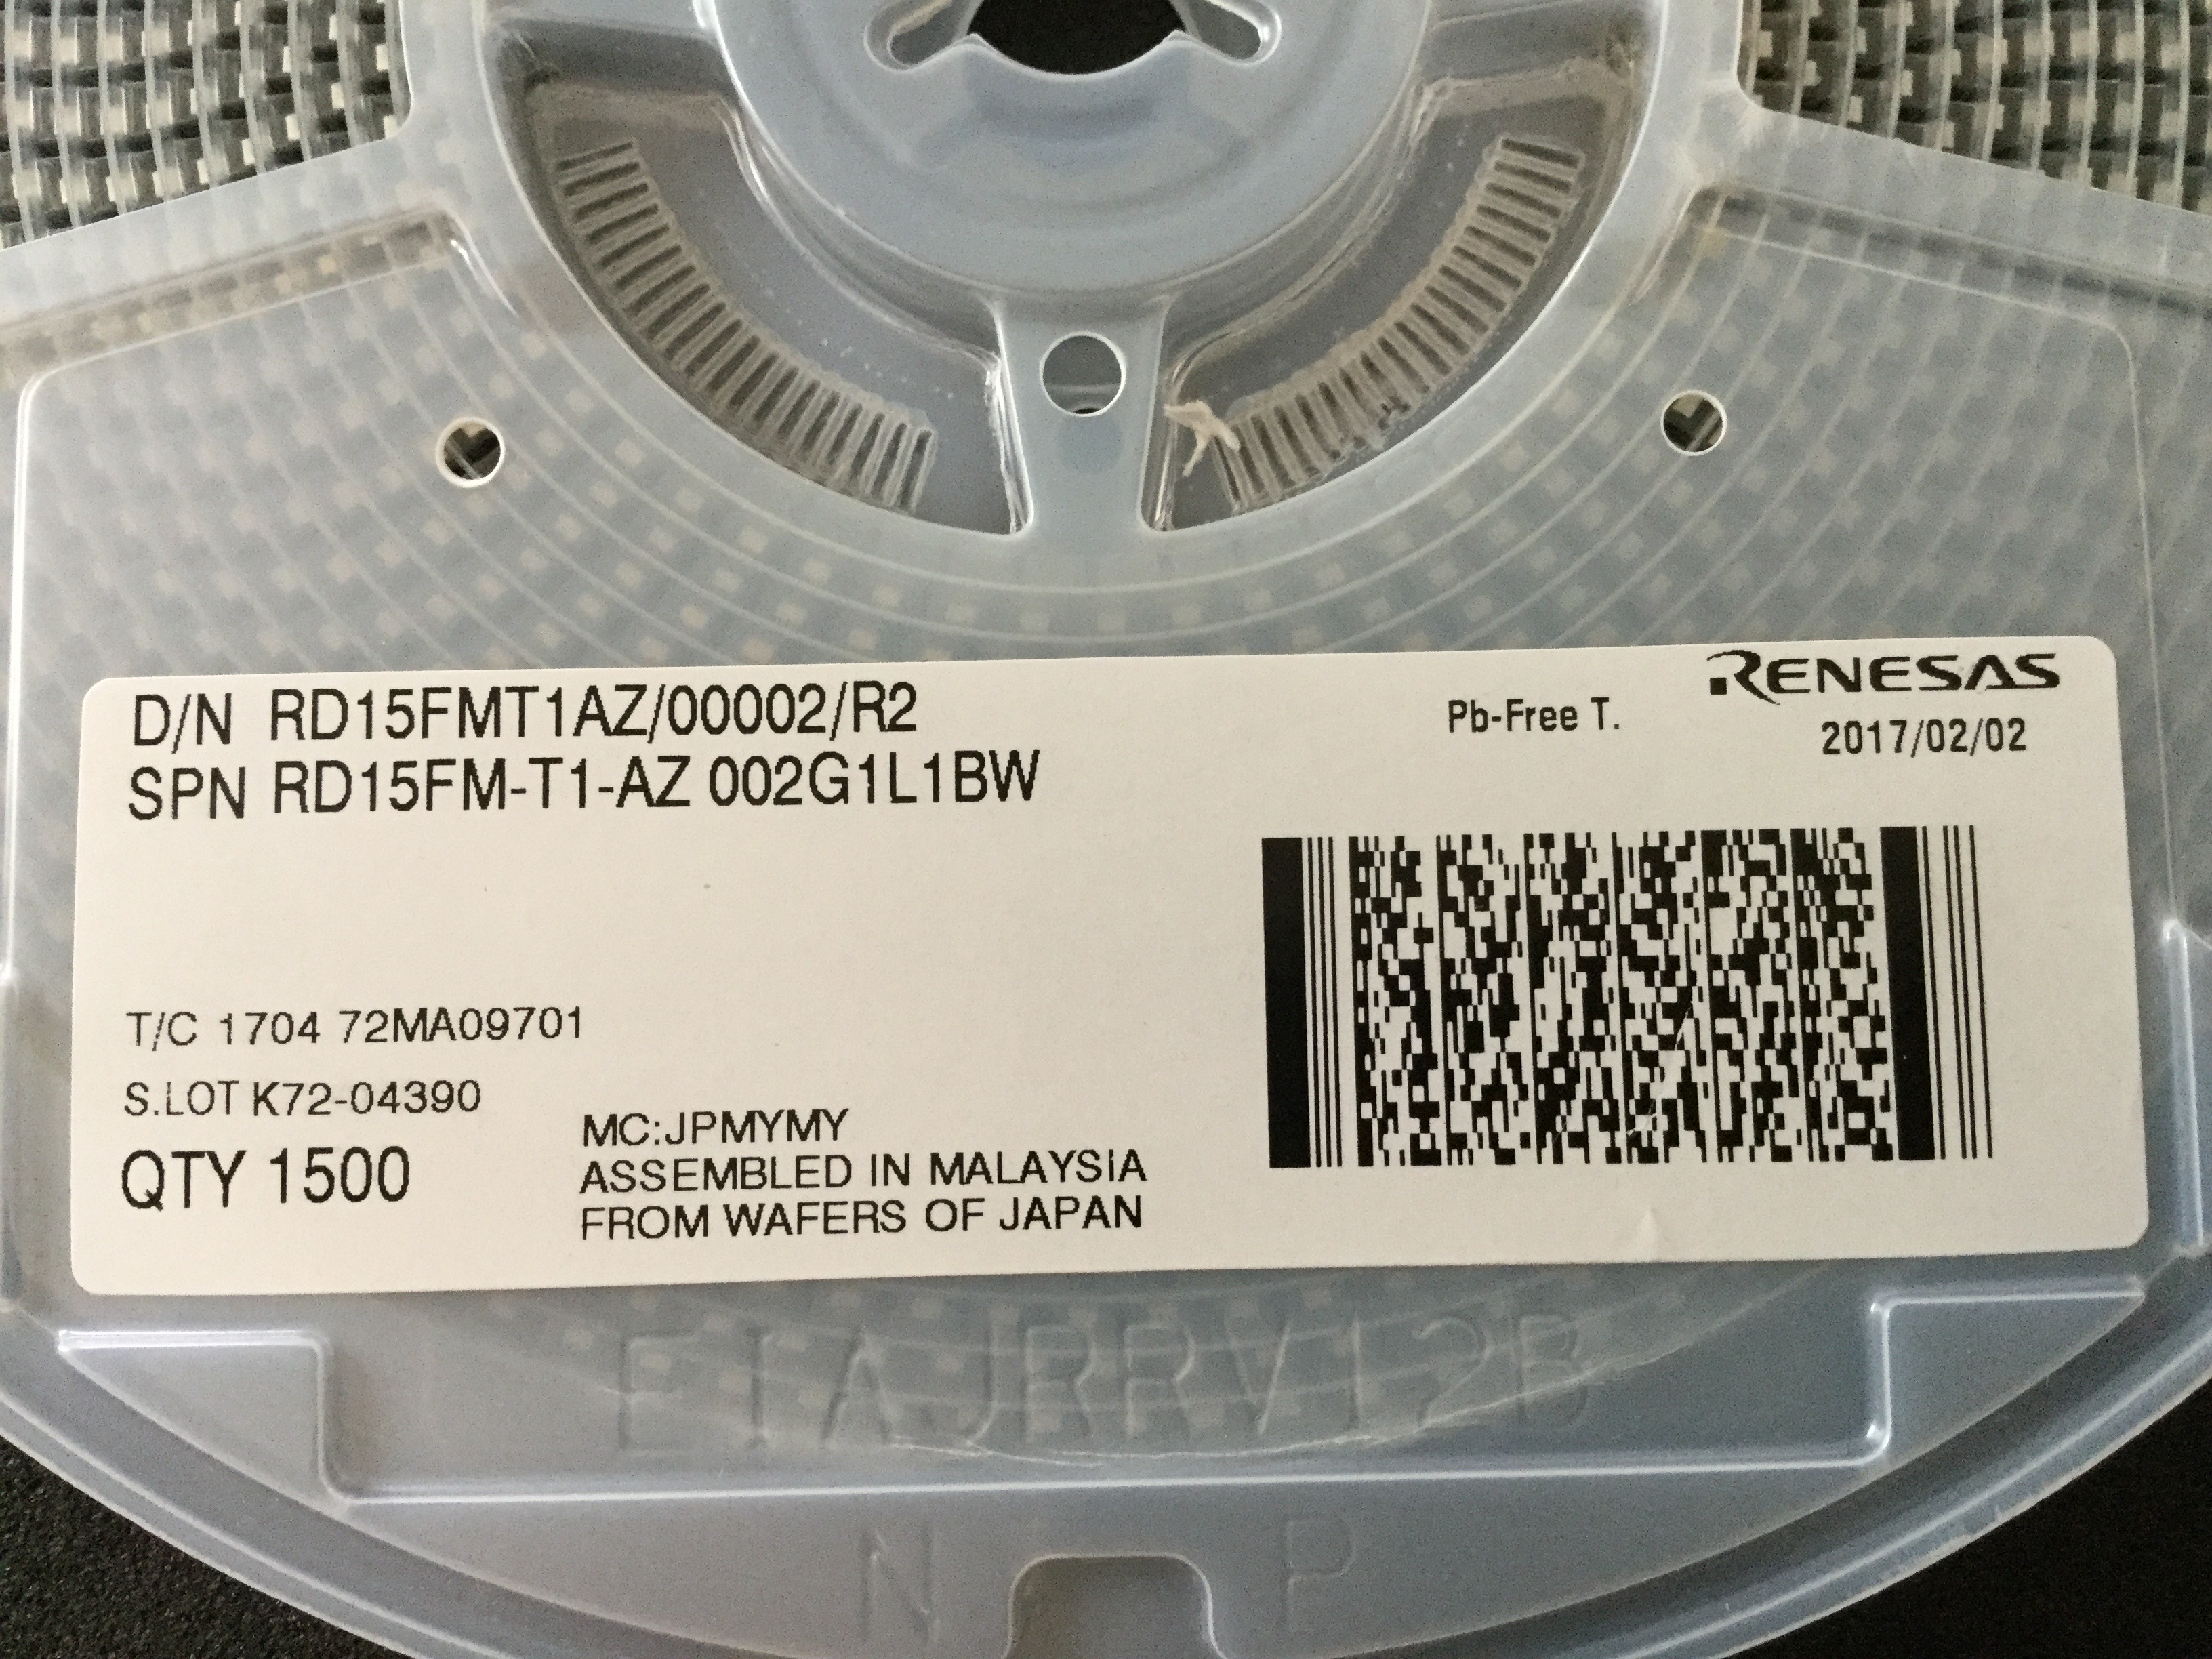 RENESAS
D/N RD15FMT1AZ/00002/R2
Pb-Free T.
2017/02/02
SPN RD15FM-T1-AZ 002G1L1BW
T/C 1704 72MA09701
S.LOT K72-04390
QTY 1500
MC:JPMYMY
ASSEMBLED IN MALAYSIA
FROM WAFERS OF JAPAN
EIAJRRV12B
N P